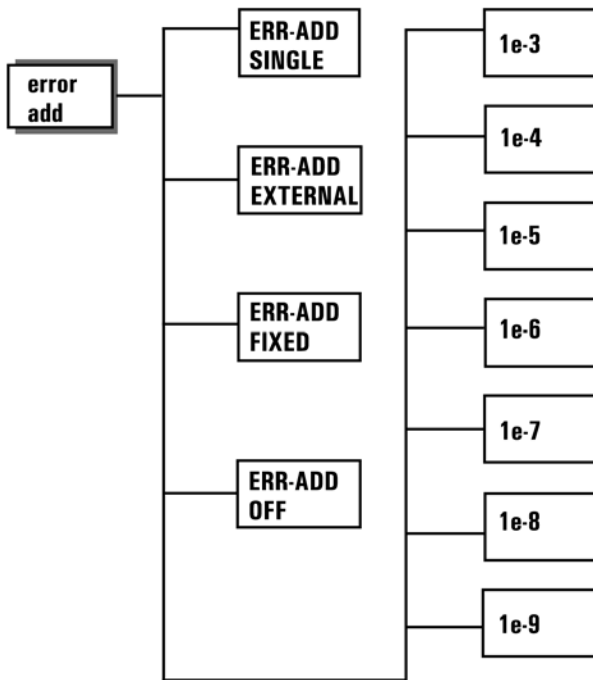 error
add
ERR-ADD
SINGLE
ERR-ADD
EXTERNAL
ERR-ADD
FIXED
ERR-ADD
OFF
1e-3
1e-4
1e-5
1e-6
1e-7
1e-8
1e-9